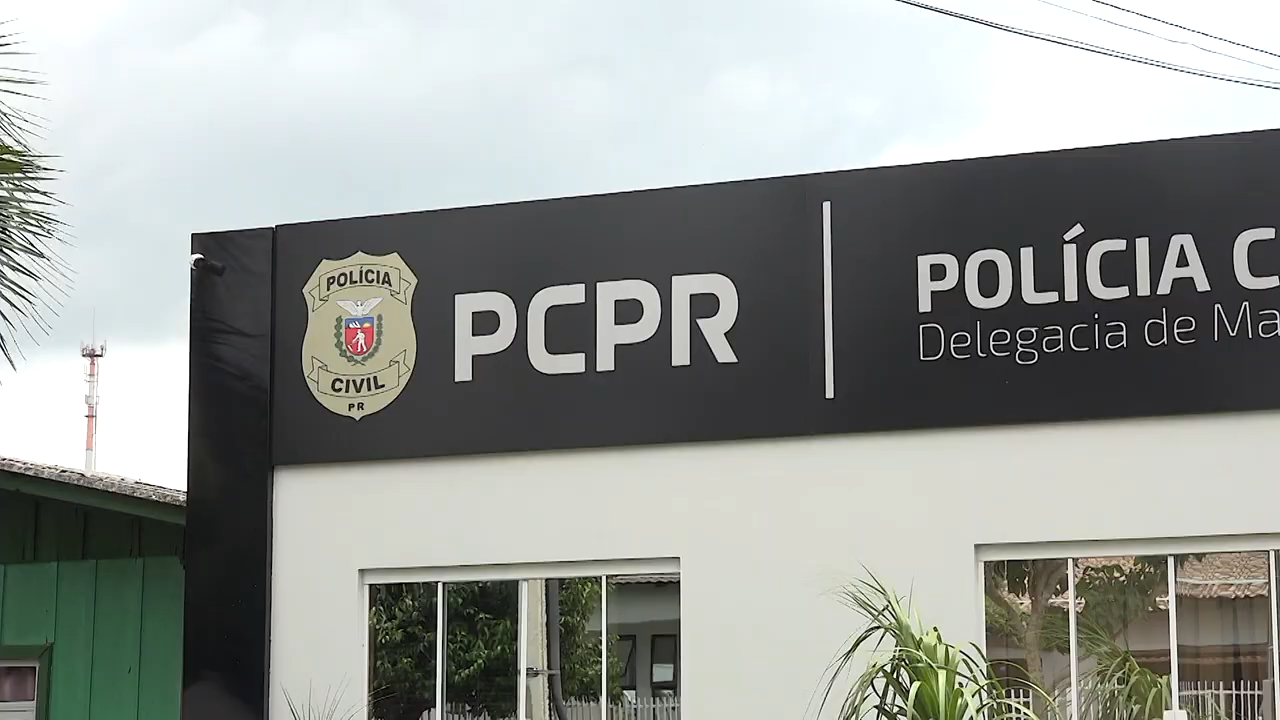 POLÍCIA
CIVIL
PR
PCPR
POLÍCIA C
Delegacia de Ma